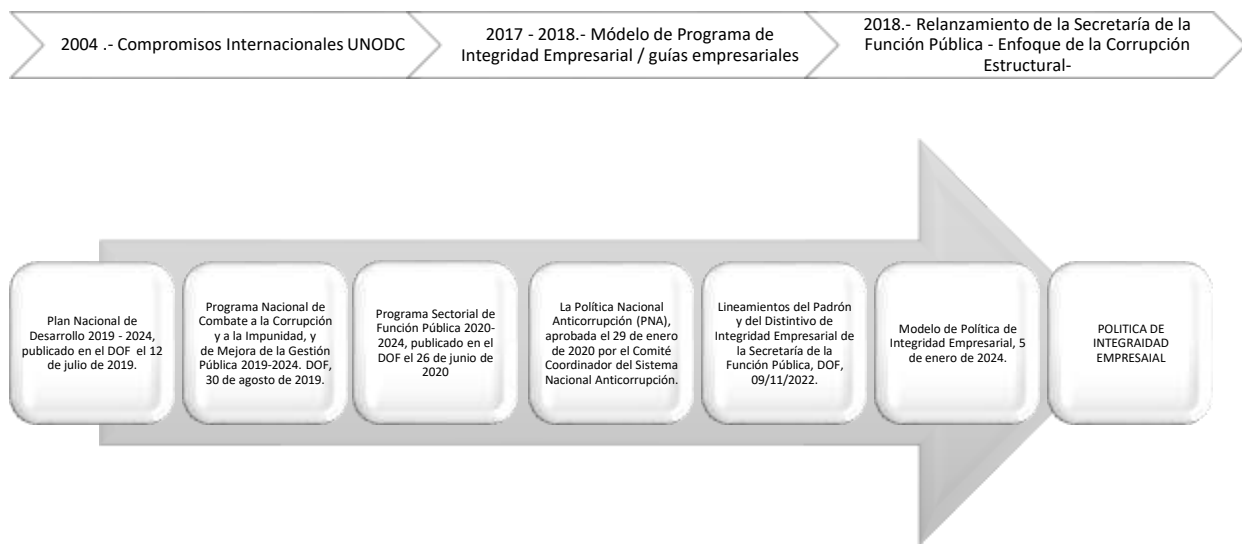 2004 .- Compromisos Internacionales UNODC
2017 - 2018.- Módelo de Programa de
Integridad Empresarial / guías empresariales
2018.- Relanzamiento de la Secretaría de la
Función Pública - Enfoque de la Corrupción
Estructural-
Plan Nacional de
Desarrollo 2019 - 2024,
publicado en el DOF el 12
de julio de 2019.
Programa Nacional de
Combate a la Corrupción
y a la Impunidad, y
de Mejora de la Gestión
Pública 2019-2024. DOF,
30 de agosto de 2019.
Programa Sectorial de
Función Pública 2020-
2024, publicado en el
DOF el 26 de junio de
2020
La Política Nacional
Anticorrupción (PNA),
aprobada el 29 de enero
de 2020 por el Comité
Coordinador del Sistema
Nacional Anticorrupción.
Lineamientos del Padrón
y del Distintivo de
Integridad Empresarial de
la Secretaría de la
Función Pública, DOF,
09/11/2022.
Modelo de Política de
Integridad Empresarial, 5
de enero de 2024.
POLITICA DE
INTEGRAIDAD
EMPRESAIAL